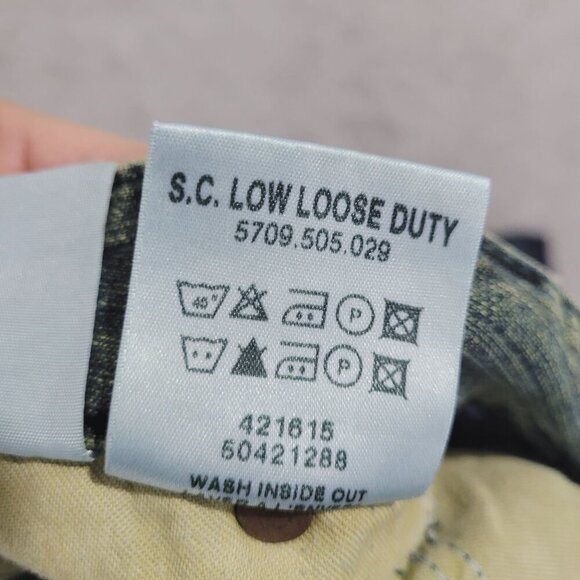 S.C. LOW LOOSE DUTY
5709.505.029
40° P
P
421615
50421288
WASH INSIDE OUT